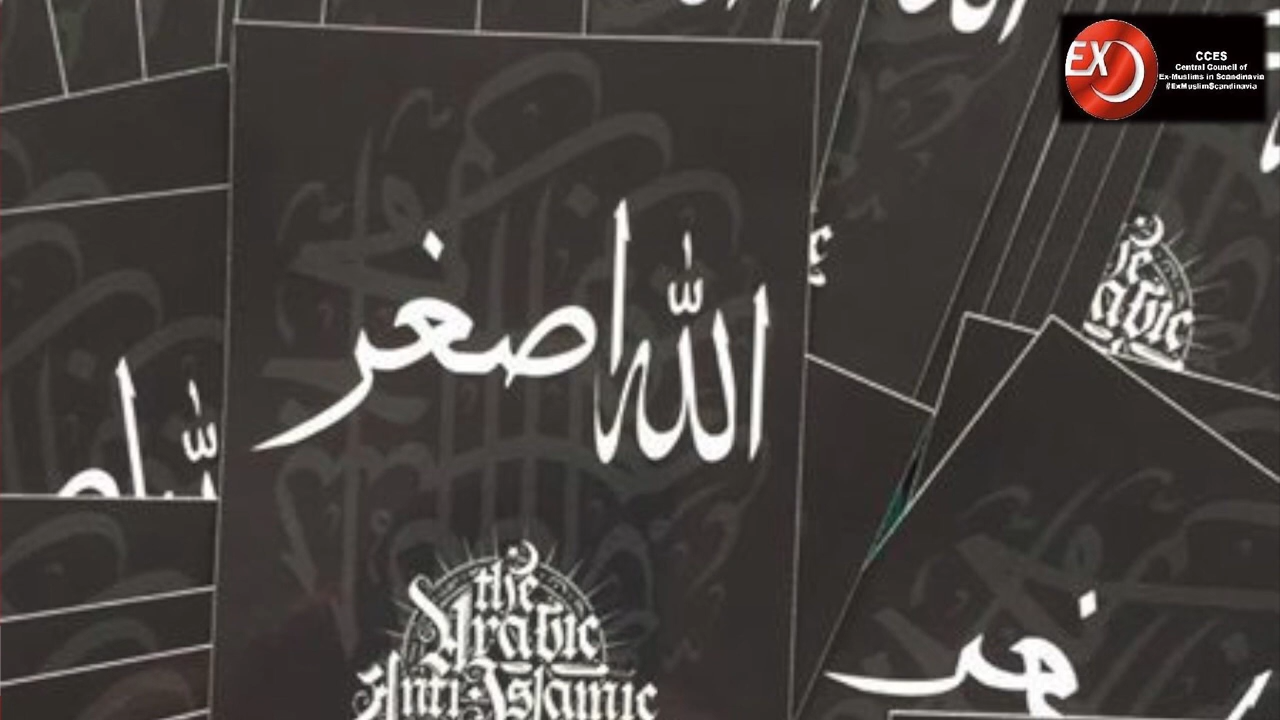 الله اصغر
the
Arabic
Anti-Islamic
EX
CCES
Central Council of
Ex-Muslims in Scandinavia
@ExMuslimScandinavia